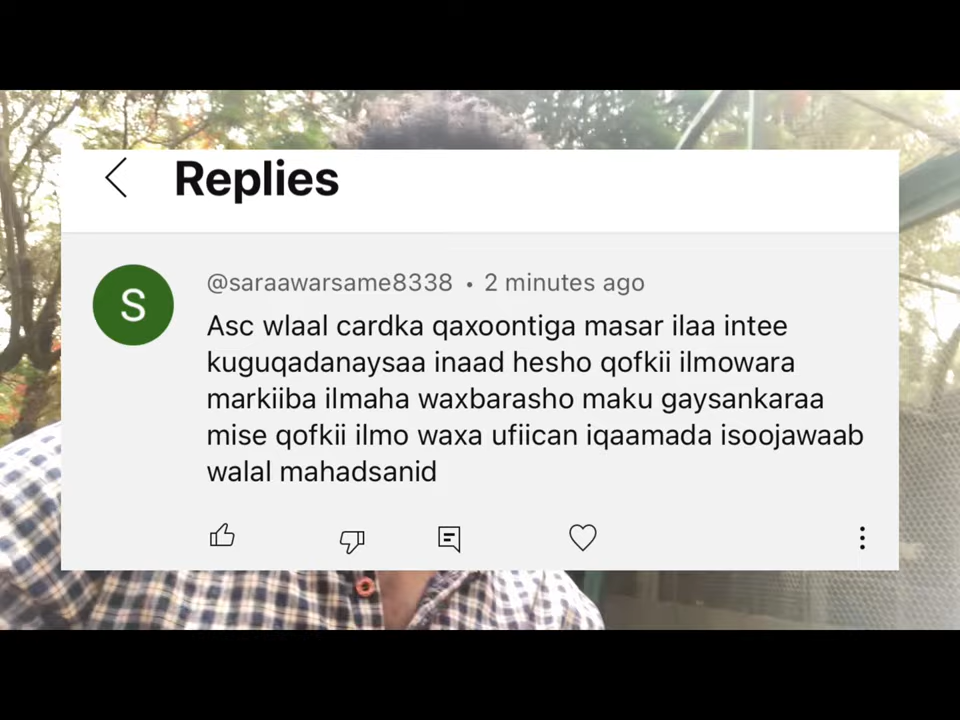 Replies
S
@saraawarsame8338 • 2 minutes ago
Asc wlaal cardka qaxoontiga masar ilaa intee
kuguqadanaysaa inaad hesho qofkii ilmowara
markiiba ilmaha waxbarasho maku gaysankaraa
mise qofkii ilmo waxa ufiican iqaamada isoojawaab
walal mahadsanid